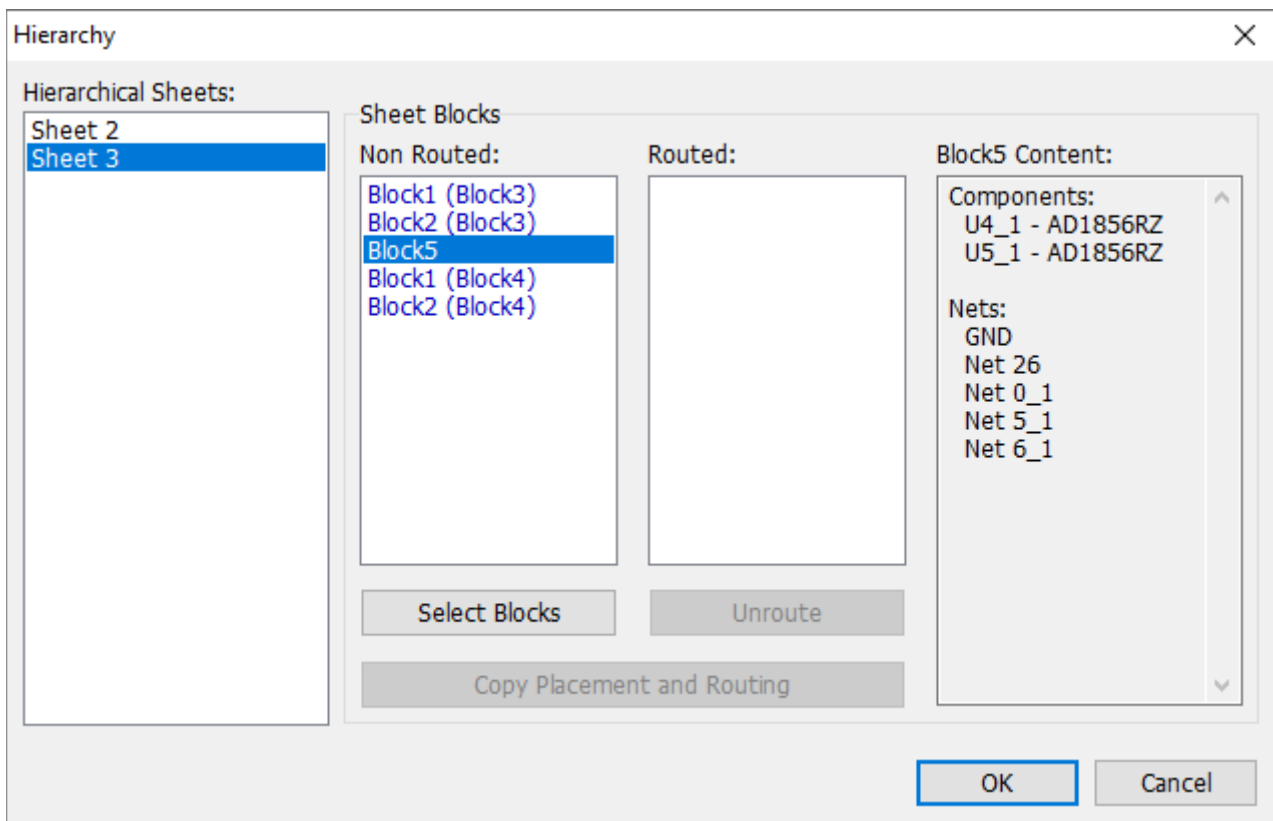 Hierarchy
Hierarchical Sheets:
Sheet 2
Sheet 3
Sheet Blocks
Non Routed:
Block1 (Block3)
Block2 (Block3)
Block5
Block1 (Block4)
Block2 (Block4)
Routed:
Block5 Content:
Components:
U4_1 - AD1856RZ
U5_1 - AD1856RZ
Nets:
GND
Net 26
Net 0_1
Net 5_1
Net 6_1
Select Blocks
Unroute
Copy Placement and Routing
OK
Cancel